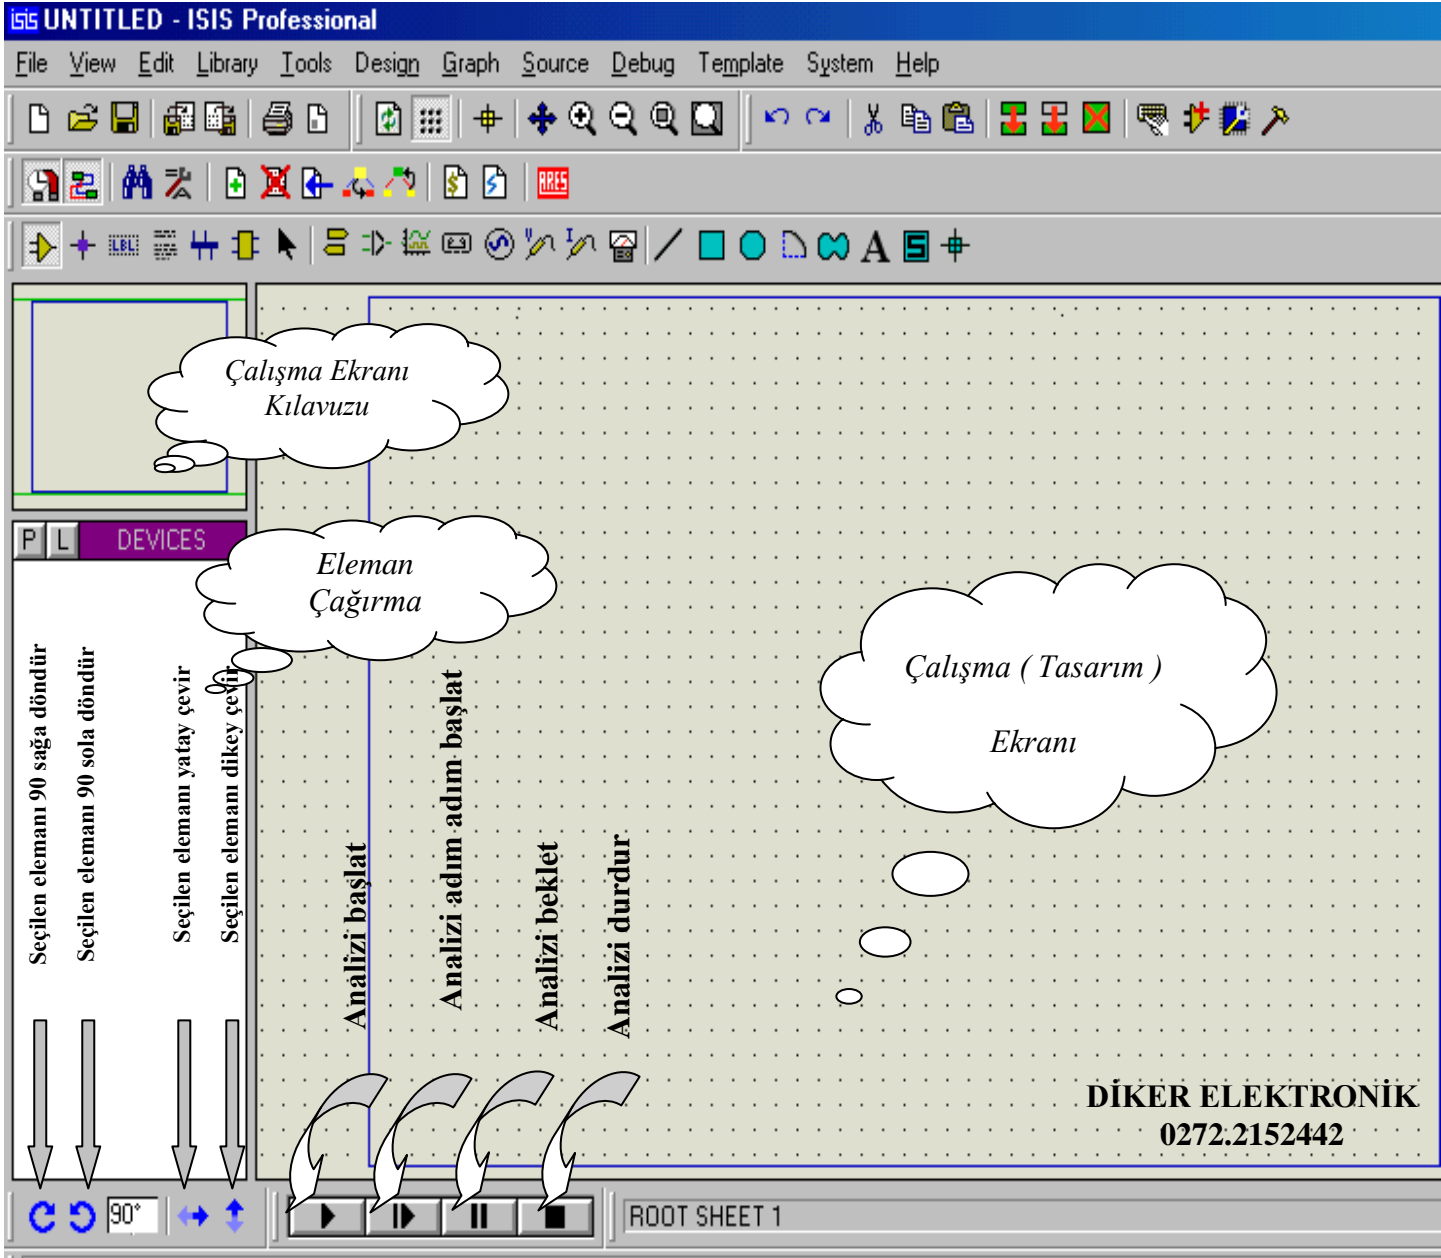 isis UNTITLED - ISIS Professional
File View Edit Library Tools Design Graph Source Debug Template System Help
ARES
LBL
A
Çalışma Ekranı
Kılavuzu
P L DEVICES
Eleman
Çağırma
Çalışma ( Tasarım )
Ekranı
Seçilen elemanı 90 sağa döndür
Seçilen elemanı 90 sola döndür
Seçilen elemanı yatay çevir
Seçilen elemanı dikey çevir
Analizi başlat
Analizi adım adım başlat
Analizi beklet
Analizi durdur
DİKER ELEKTRONİK
0272.2152442
90°
ROOT SHEET 1